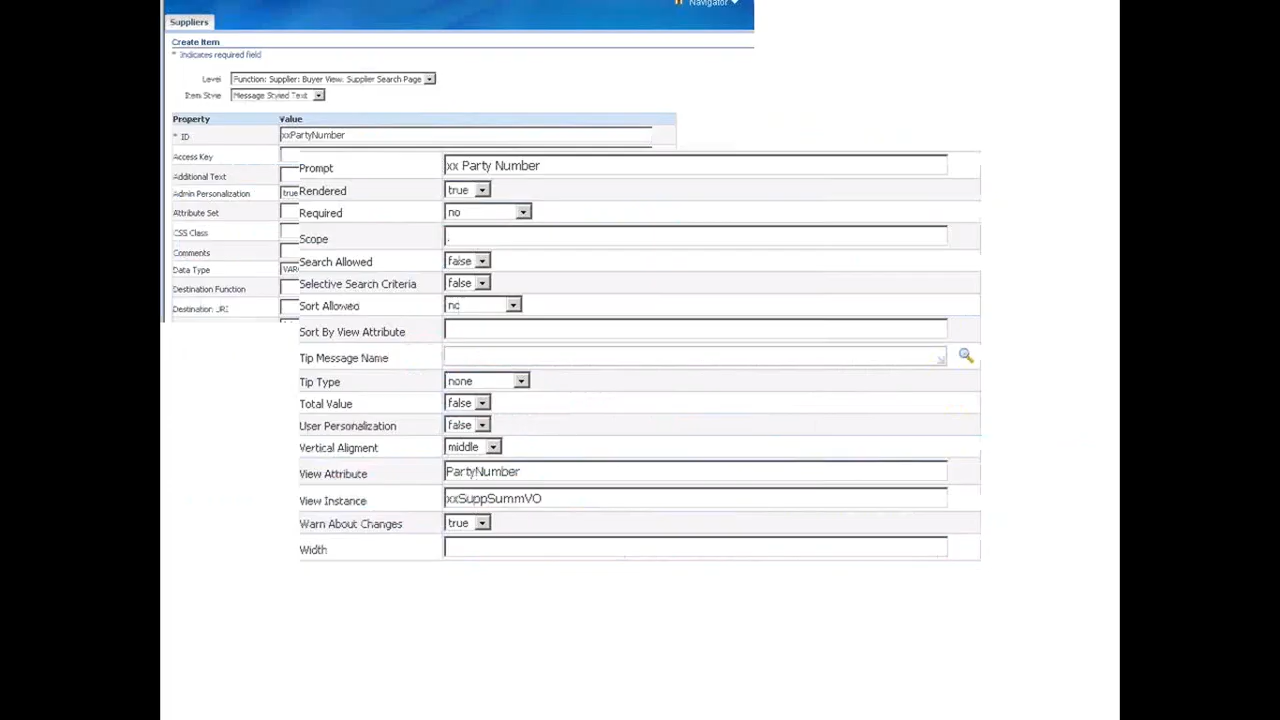 Navigator
Suppliers
Create Item
* Indicates required field
Level Function: Supplier: Buyer View: Supplier Search Page
Item Style Message Styled Text
Property Value
* ID xxPartyNumber
Access Key
Additional Text
Admin Personalization true
Attribute Set
CSS Class
Comments
Data Type VAR
Destination Function
Destination URI
Prompt xx Party Number
Rendered true
Required no
Scope .
Search Allowed false
Selective Search Criteria false
Sort Allowed no
Sort By View Attribute
Tip Message Name
Tip Type none
Total Value false
User Personalization false
Vertical Aligment middle
View Attribute PartyNumber
View Instance xxSuppSummVO
Warn About Changes true
Width